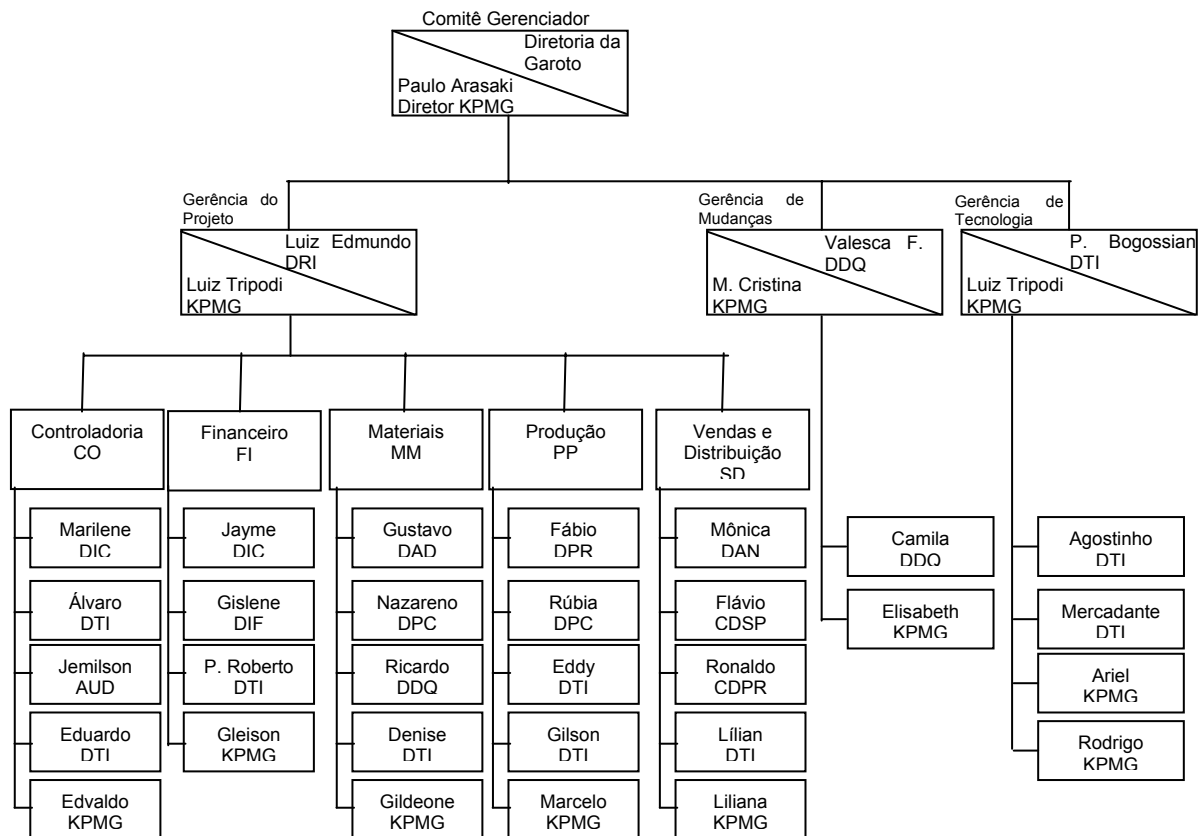 Comitê Gerenciador
Diretoria da
Garoto
Paulo Arasaki
Diretor KPMG
Gerência do
Projeto
Luiz Edmundo
DRI
Luiz Tripodi
KPMG
Gerência de
Mudanças
Valesca F.
DDQ
M. Cristina
KPMG
Gerência de
Tecnologia
P. Bogossian
DTI
Luiz Tripodi
KPMG
Controladoria
CO
Marilene
DIC
Álvaro
DTI
Jemilson
AUD
Eduardo
DTI
Edvaldo
KPMG
Financeiro
FI
Jayme
DIC
Gislene
DIF
P. Roberto
DTI
Gleison
KPMG
Materiais
MM
Gustavo
DAD
Nazareno
DPC
Ricardo
DDQ
Denise
DTI
Gildeone
KPMG
Produção
PP
Fábio
DPR
Rúbia
DPC
Eddy
DTI
Gilson
DTI
Marcelo
KPMG
Vendas e
Distribuição
SD
Mônica
DAN
Flávio
CDSP
Ronaldo
CDPR
Lílian
DTI
Liliana
KPMG
Camila
DDQ
Elisabeth
KPMG
Agostinho
DTI
Mercadante
DTI
Ariel
KPMG
Rodrigo
KPMG